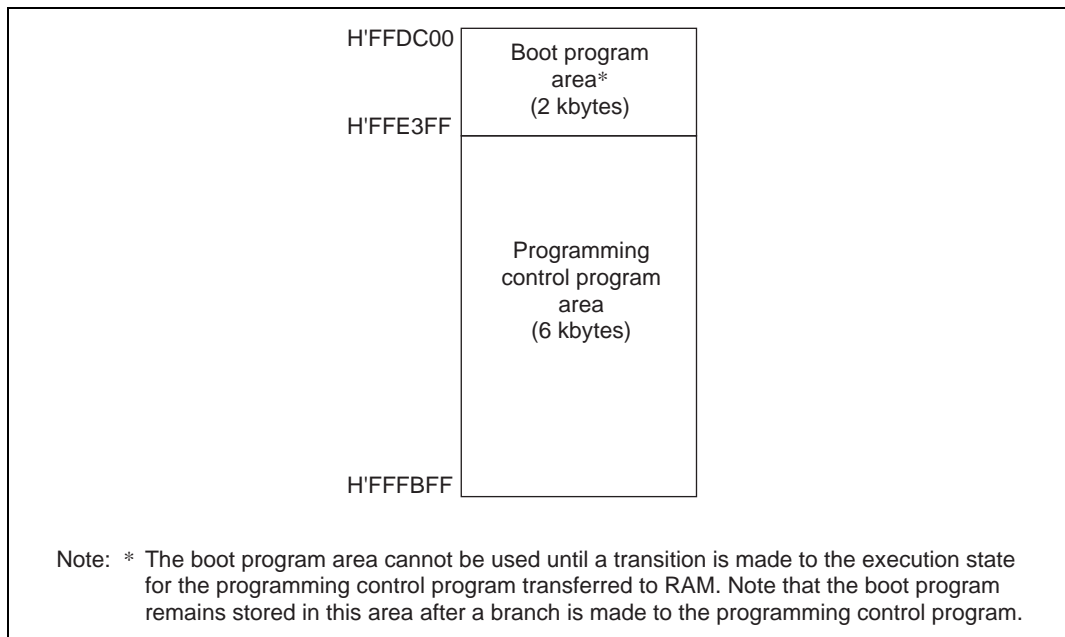 H'FFDC00
Boot program
area*
(2 kbytes)
H'FFE3FF
Programming
control program
area
(6 kbytes)
H'FFFBFF
Note: * The boot program area cannot be used until a transition is made to the execution state
for the programming control program transferred to RAM. Note that the boot program
remains stored in this area after a branch is made to the programming control program.